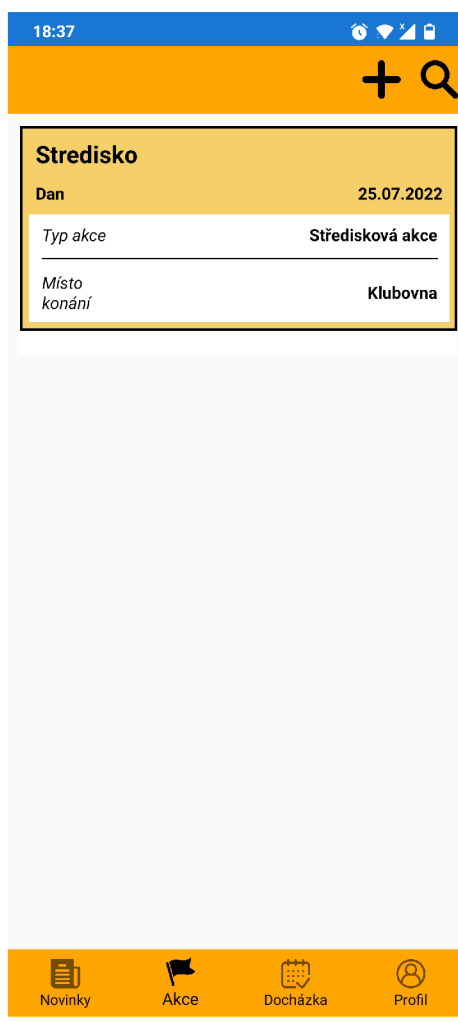 18:37
Stredisko
Dan 25.07.2022
Typ akce Středisková akce
Místo
konání Klubovna
Novinky Akce Docházka Profil